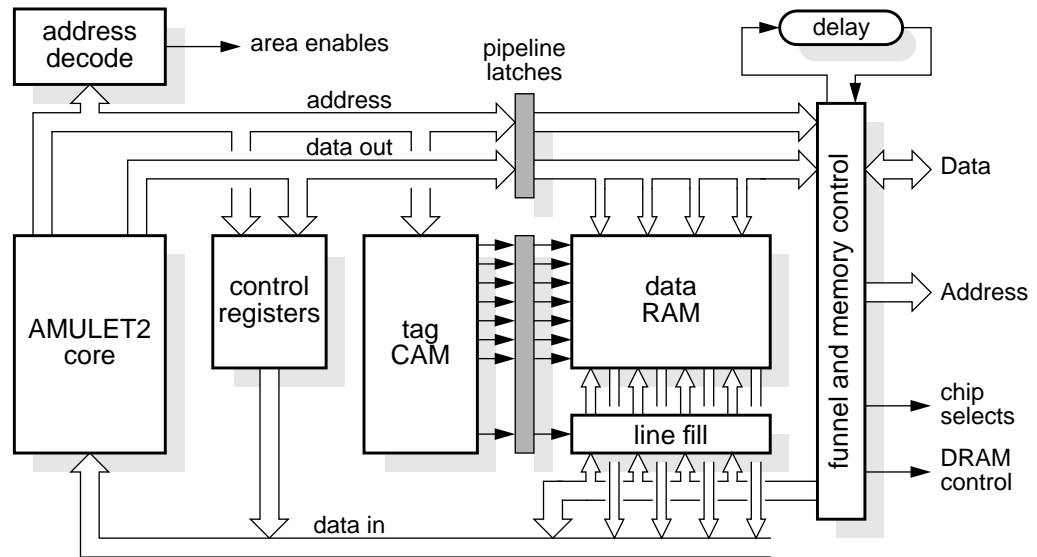 address
decode
area enables
pipeline
latches
delay
address
data out
Data
funnel and memory control
AMULET2
core
control
registers
tag
CAM
data
RAM
Address
line fill
chip
selects
DRAM
control
data in